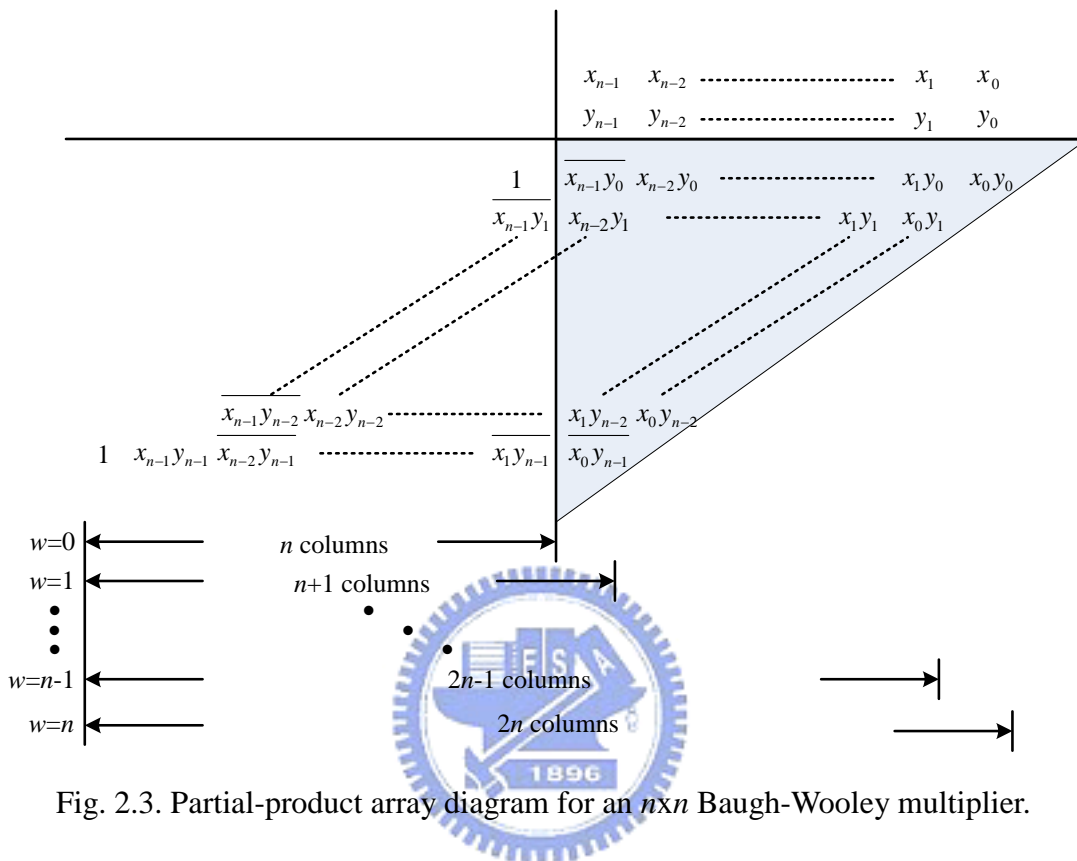 x_{n-1} x_{n-2} x_1 x_0
y_{n-1} y_{n-2} y_1 y_0
1 \overline{x_{n-1}y_0} x_{n-2}y_0 x_1y_0 x_0y_0
\overline{x_{n-1}y_1} x_{n-2}y_1 x_1y_1 x_0y_1
\overline{x_{n-1}y_{n-2}} x_{n-2}y_{n-2} x_1y_{n-2} x_0y_{n-2}
1 x_{n-1}y_{n-1} \overline{x_{n-2}y_{n-1}} \overline{x_1y_{n-1}} \overline{x_0y_{n-1}}
w=0 n columns
w=1 n+1 columns
w=n-1 2n-1 columns
w=n 2n columns
E S A
1896
Fig. 2.3. Partial-product array diagram for an nxn Baugh-Wooley multiplier.